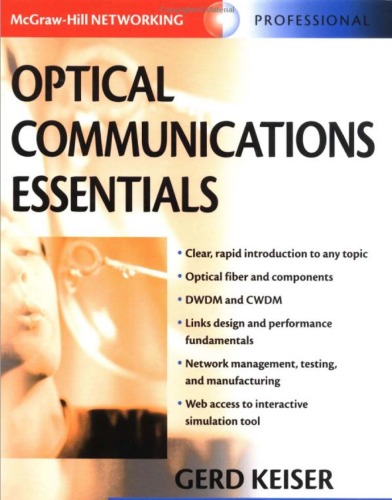 McGraw-Hill NETWORKING PROFESSIONAL
OPTICAL
COMMUNICATIONS
ESSENTIALS
• Clear, rapid introduction to any topic
• Optical fiber and components
• DWDM and CWDM
• Links design and performance
fundamentals
• Network management, testing,
and manufacturing
• Web access to interactive
simulation tool
GERD KEISER